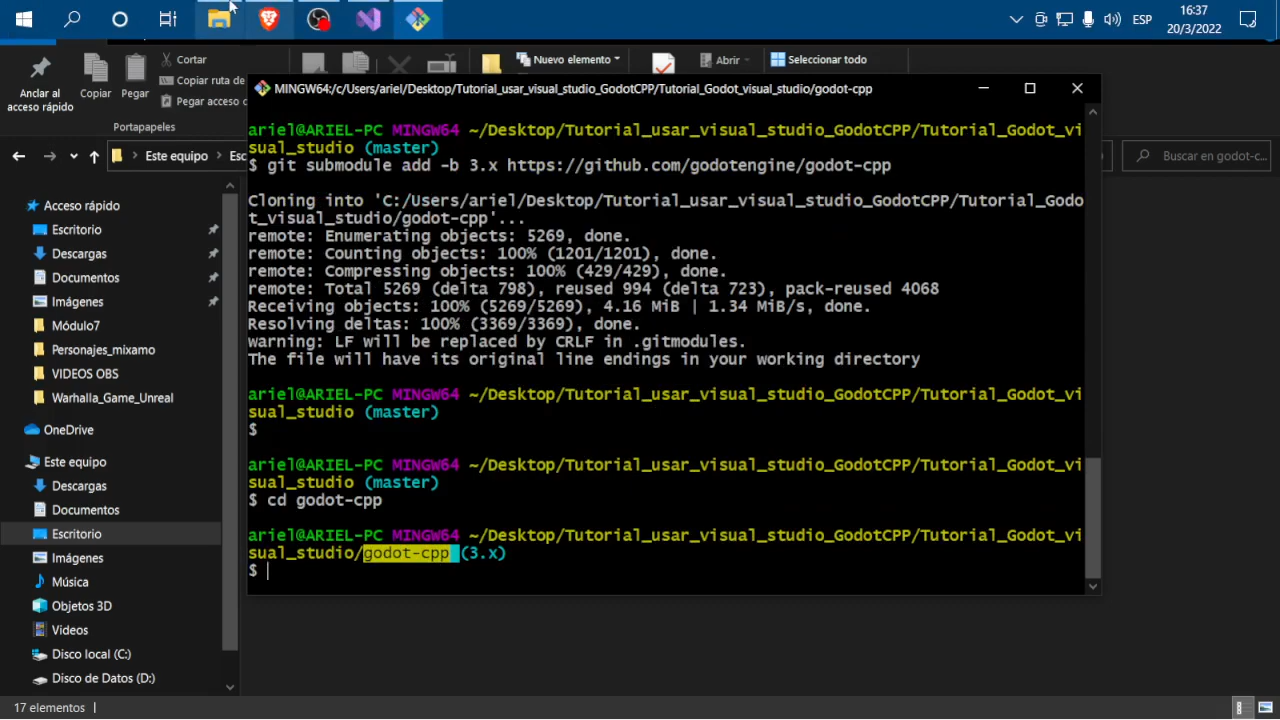 ESP
16:37
20/3/2022
Anclar al
acceso rápido
Copiar
Pegar
Cortar
Copiar ruta de
Pegar acceso
Portapapeles
Nuevo elemento
Abrir
Seleccionar todo
MINGW64:/c/Users/ariel/Desktop/Tutorial_usar_visual_studio_GodotCPP/Tutorial_Godot_visual_studio/godot-cpp
Este equipo
Esc
Buscar en godot-c...
Acceso rápido
Escritorio
Descargas
Documentos
Imágenes
Módulo7
Personajes_mixamo
VIDEOS OBS
Warhalla_Game_Unreal
OneDrive
Este equipo
Descargas
Documentos
Escritorio
Imágenes
Música
Objetos 3D
Videos
Disco local (C:)
Disco de Datos (D:)
17 elementos
ariel@ARIEL-PC MINGW64 ~/Desktop/Tutorial_usar_visual_studio_GodotCPP/Tutorial_Godot_vi
sual_studio (master)
$ git submodule add -b 3.x https://github.com/godotengine/godot-cpp
Cloning into 'C:/Users/ariel/Desktop/Tutorial_usar_visual_studio_GodotCPP/Tutorial_Godo
t_visual_studio/godot-cpp'...
remote: Enumerating objects: 5269, done.
remote: Counting objects: 100% (1201/1201), done.
remote: Compressing objects: 100% (429/429), done.
remote: Total 5269 (delta 798), reused 994 (delta 723), pack-reused 4068
Receiving objects: 100% (5269/5269), 4.16 MiB | 1.34 MiB/s, done.
Resolving deltas: 100% (3369/3369), done.
warning: LF will be replaced by CRLF in .gitmodules.
The file will have its original line endings in your working directory
ariel@ARIEL-PC MINGW64 ~/Desktop/Tutorial_usar_visual_studio_GodotCPP/Tutorial_Godot_vi
sual_studio (master)
$
ariel@ARIEL-PC MINGW64 ~/Desktop/Tutorial_usar_visual_studio_GodotCPP/Tutorial_Godot_vi
sual_studio (master)
$ cd godot-cpp
ariel@ARIEL-PC MINGW64 ~/Desktop/Tutorial_usar_visual_studio_GodotCPP/Tutorial_Godot_vi
sual_studio/godot-cpp (3.x)
$